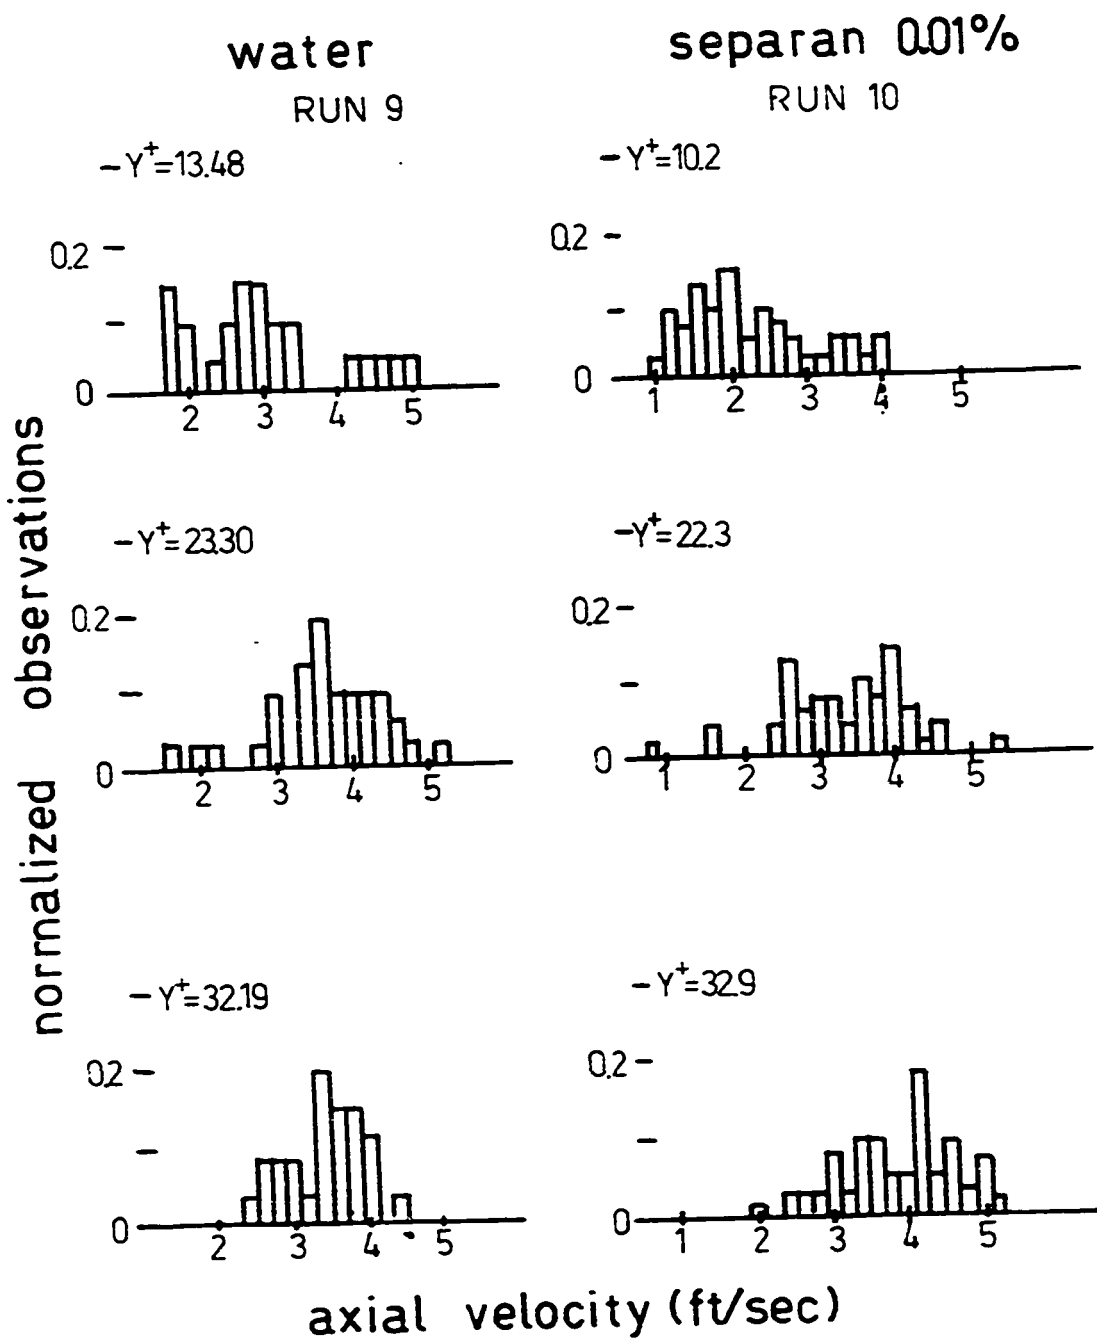 water
RUN 9
separan 0.01%
RUN 10
normalized observations
-Y+=13.48
0.2
0
2 3 4 5
-Y+=10.2
0.2
0
1 2 3 4 5
-Y+=23.30
0.2
0
2 3 4 5
-Y+=22.3
0.2
0
1 2 3 4 5
-Y+=32.19
0.2
0
2 3 4 5
-Y+=32.9
0.2
0
1 2 3 4 5
axial velocity (ft/sec)